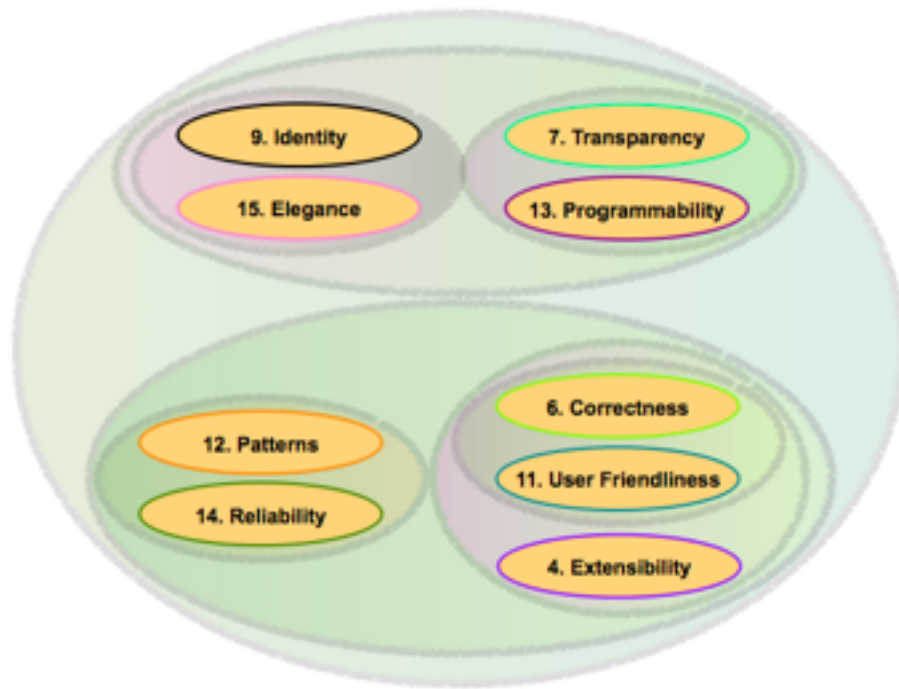 9. Identity
7. Transparency
15. Elegance
13. Programmability
6. Correctness
12. Patterns
11. User Friendliness
14. Reliability
4. Extensibility